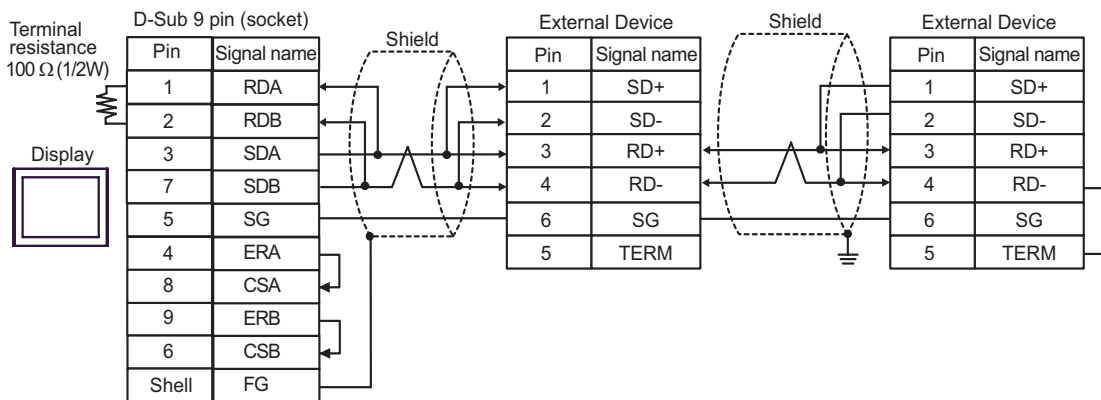 Terminal
resistance
100 Ω (1/2W)
Display
D-Sub 9 pin (socket)
Pin Signal name
1 RDA
2 RDB
3 SDA
7 SDB
5 SG
4 ERA
8 CSA
9 ERB
6 CSB
Shell FG
Shield
External Device
Pin Signal name
1 SD+
2 SD-
3 RD+
4 RD-
6 SG
5 TERM
Shield
External Device
Pin Signal name
1 SD+
2 SD-
3 RD+
4 RD-
6 SG
5 TERM